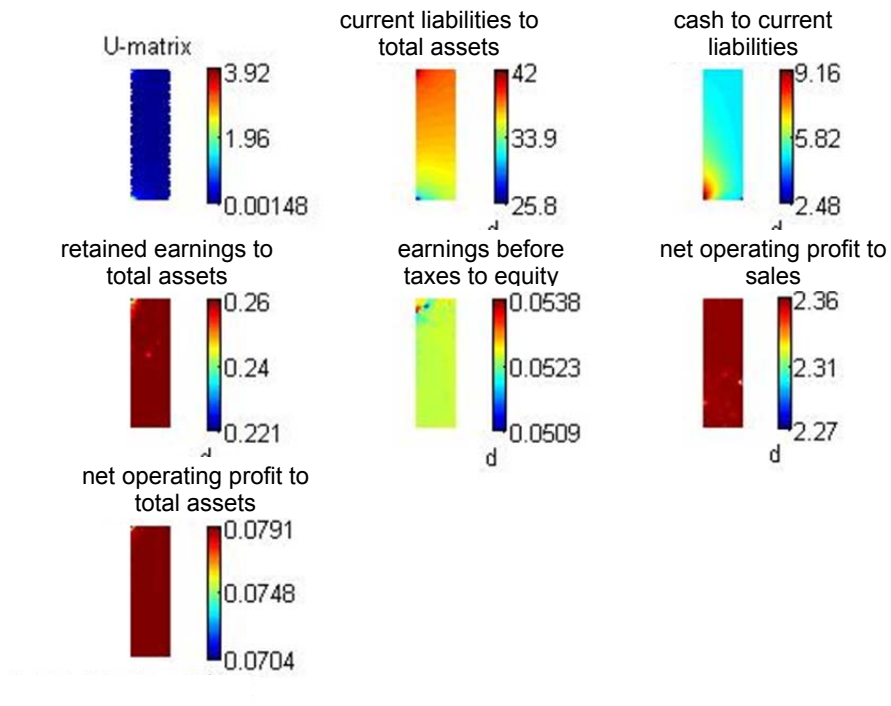 U-matrix
3.92
1.96
0.00148
current liabilities to
total assets
42
33.9
25.8
d
cash to current
liabilities
9.16
5.82
2.48
d
retained earnings to
total assets
0.26
0.24
0.221
d
earnings before
taxes to equity
0.0538
0.0523
0.0509
d
net operating profit to
sales
2.36
2.31
2.27
d
net operating profit to
total assets
0.0791
0.0748
0.0704